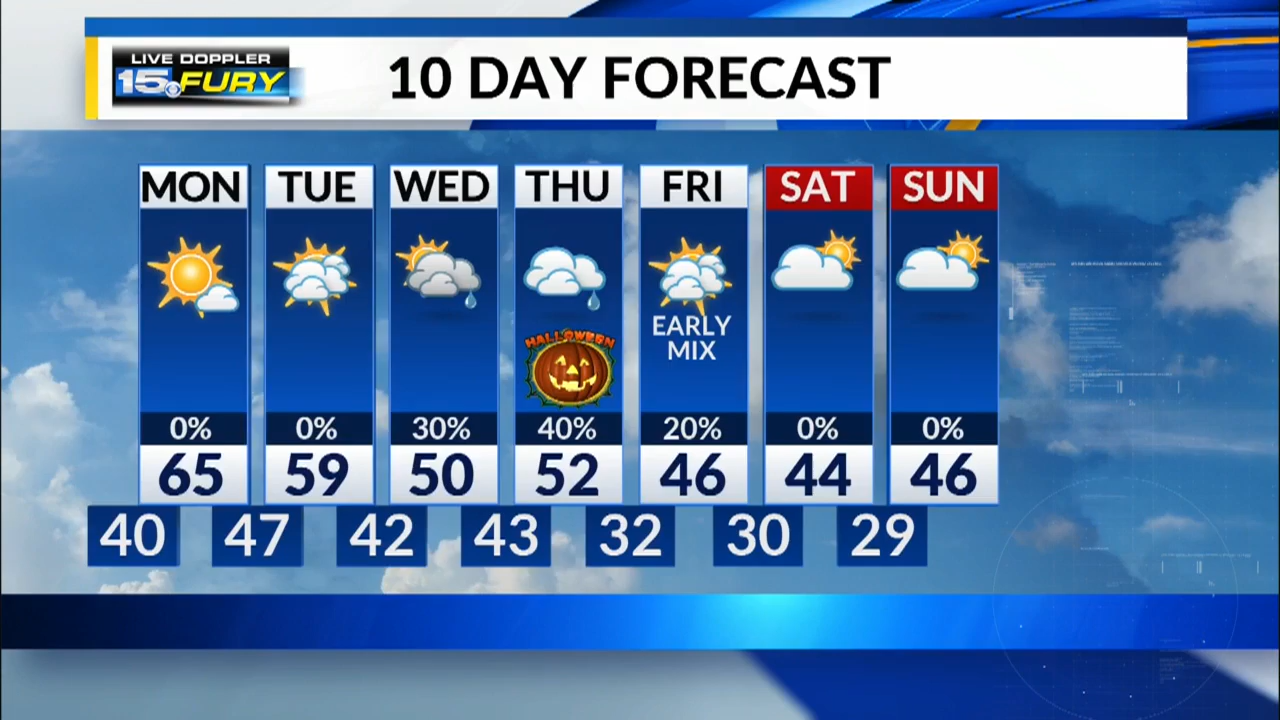 LIVE DOPPLER
15 FURY
10 DAY FORECAST
MON TUE WED THU FRI SAT SUN
HALLOWEEN
EARLY
MIX
0% 0% 30% 40% 20% 0% 0%
65 59 50 52 46 44 46
40 47 42 43 32 30 29